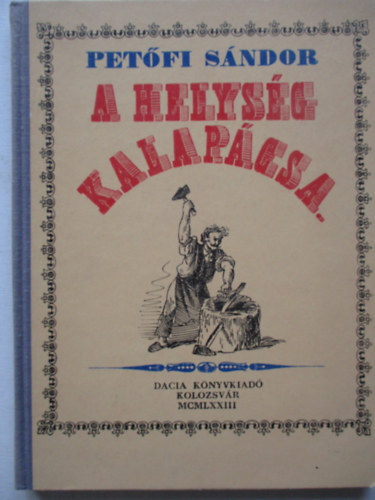 PETŐFI SÁNDOR
A HELYSÉG
KALAPÁCSA.
DACIA KÖNYVKIADÓ
KOLOZSVÁR
MCMLXXIII